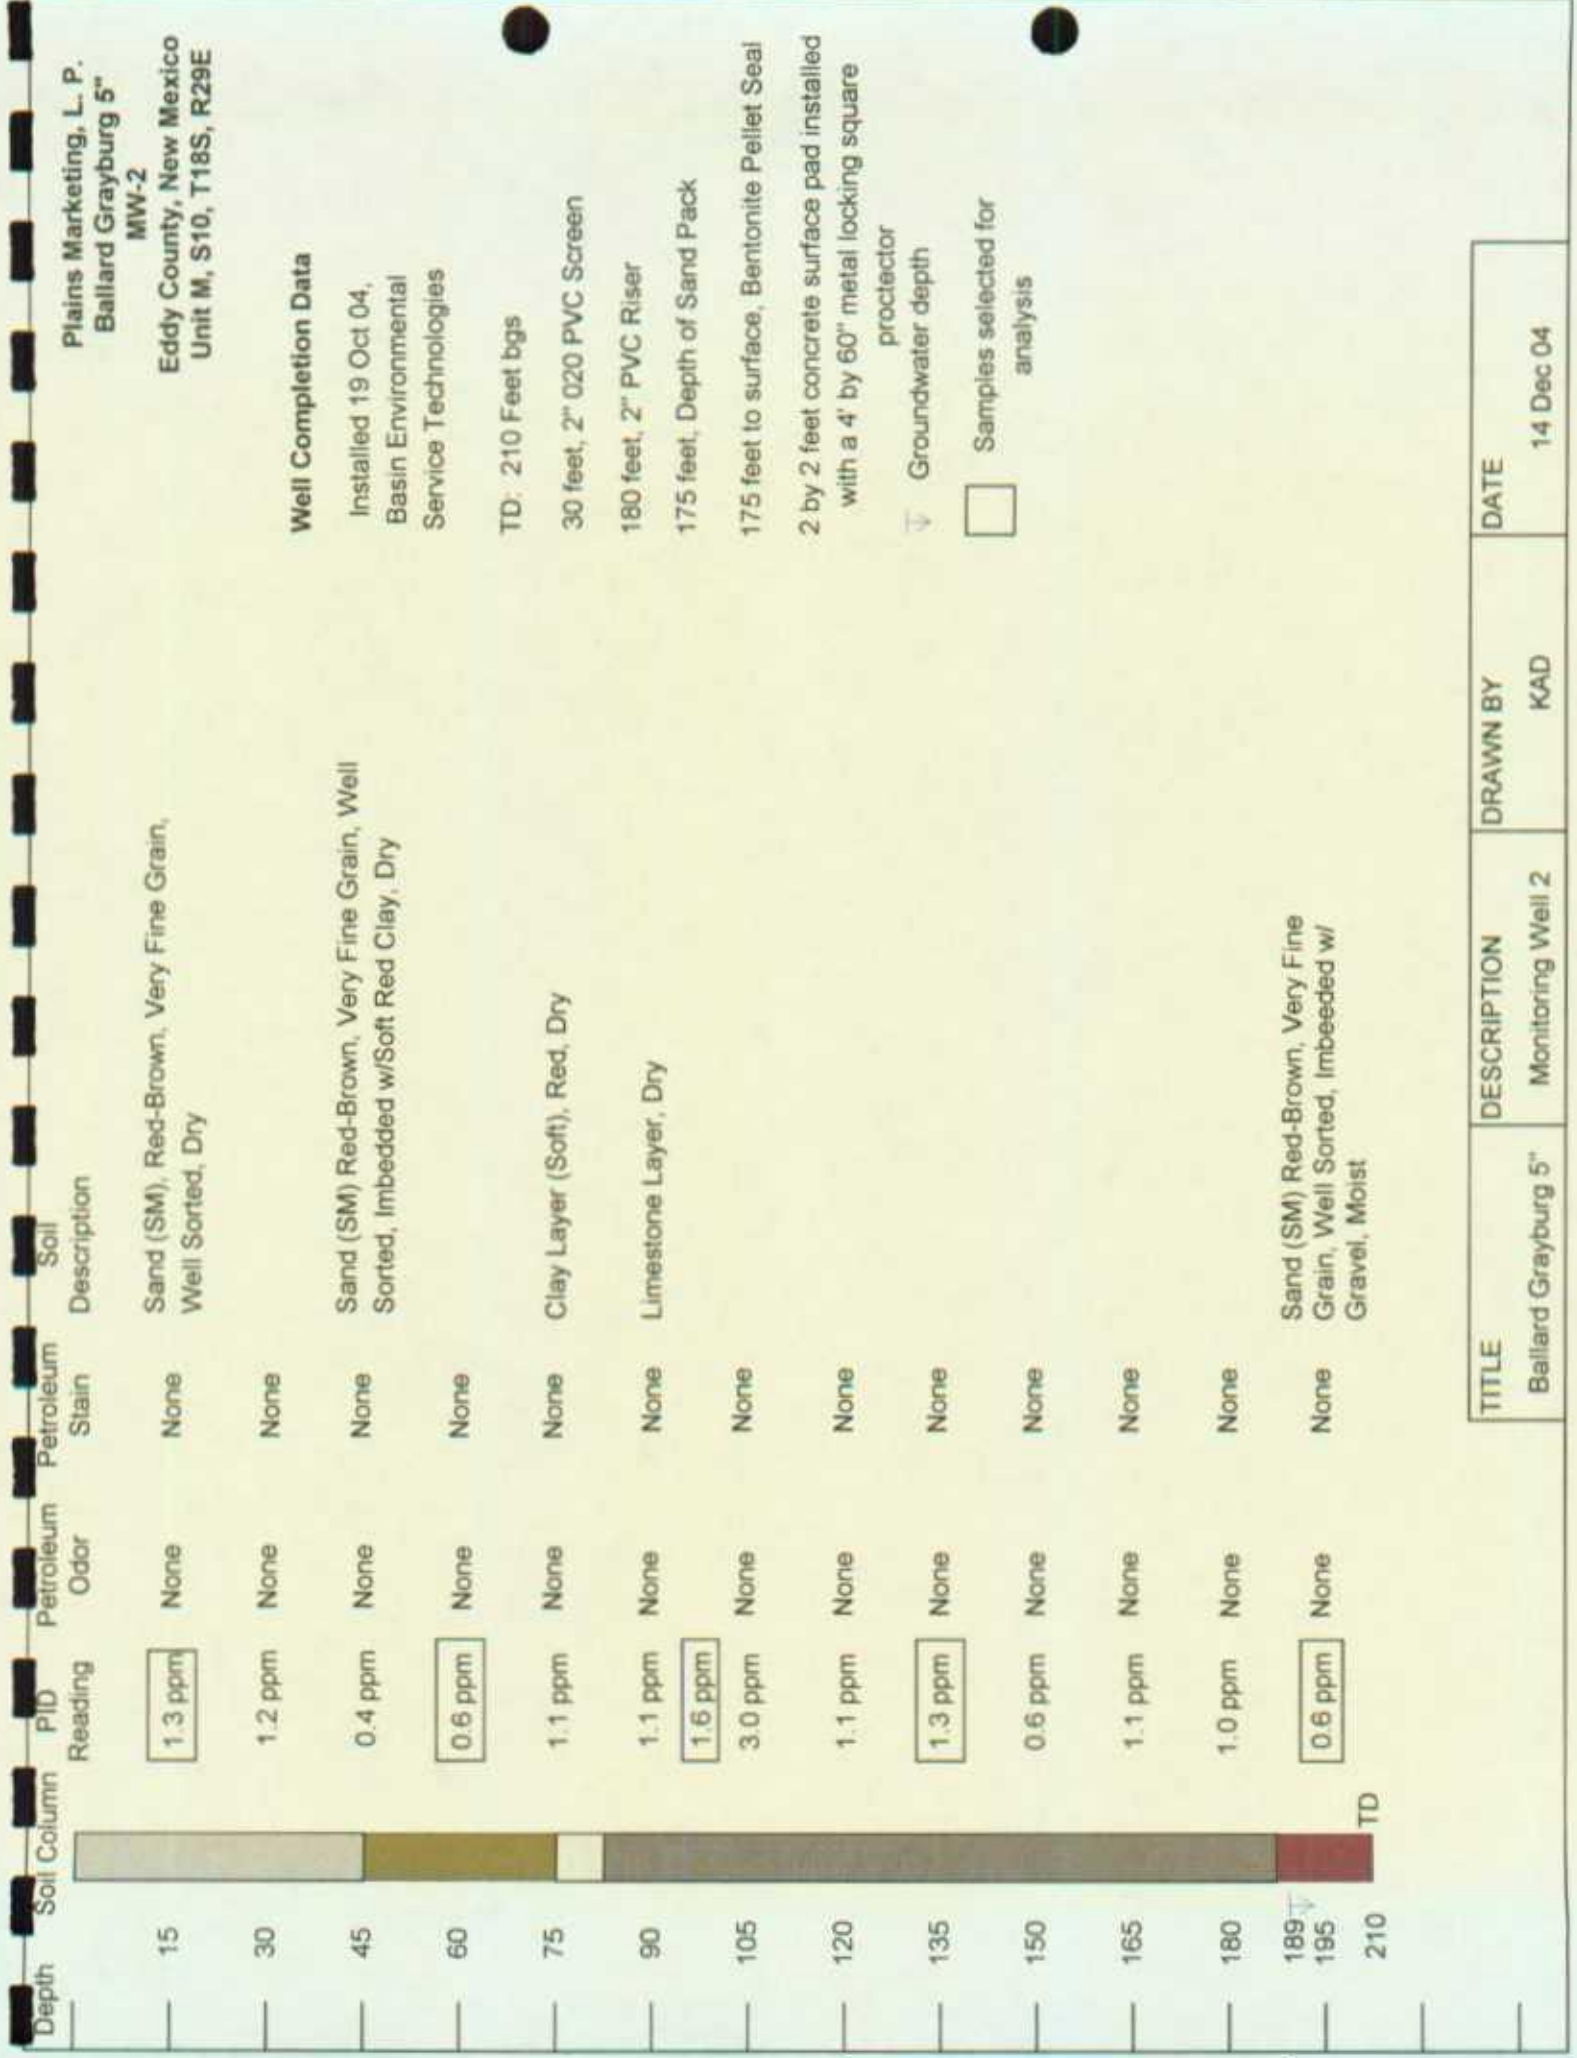 Plains Marketing, L. P.
Ballard Grayburg 5"
MW-2
Eddy County, New Mexico
Unit M, S10, T18S, R29E
Depth Soil Column PID Reading Petroleum Odor Petroleum Stain Soil Description
15 1.3 ppm None None Sand (SM), Red-Brown, Very Fine Grain,
Well Sorted, Dry
30 1.2 ppm None None
45 0.4 ppm None None Sand (SM) Red-Brown, Very Fine Grain, Well
Sorted, Imbedded w/Soft Red Clay, Dry
60 0.6 ppm None None
75 1.1 ppm None None Clay Layer (Soft), Red, Dry
90 1.1 ppm None None Limestone Layer, Dry
1.6 ppm
105 3.0 ppm None None
120 1.1 ppm None None
135 1.3 ppm None None
150 0.6 ppm None None
165 1.1 ppm None None
180 1.0 ppm None None
189
195 0.6 ppm None None Sand (SM) Red-Brown, Very Fine
Grain, Well Sorted, Imbeeded w/
Gravel, Moist
210 TD
Well Completion Data
Installed 19 Oct 04,
Basin Environmental
Service Technologies
TD: 210 Feet bgs
30 feet, 2" 020 PVC Screen
180 feet, 2" PVC Riser
175 feet, Depth of Sand Pack
175 feet to surface, Bentonite Pellet Seal
2 by 2 feet concrete surface pad installed
with a 4' by 60" metal locking square
proctector
Groundwater depth
Samples selected for
analysis
TITLE DESCRIPTION DRAWN BY DATE
Ballard Grayburg 5" Monitoring Well 2 KAD 14 Dec 04